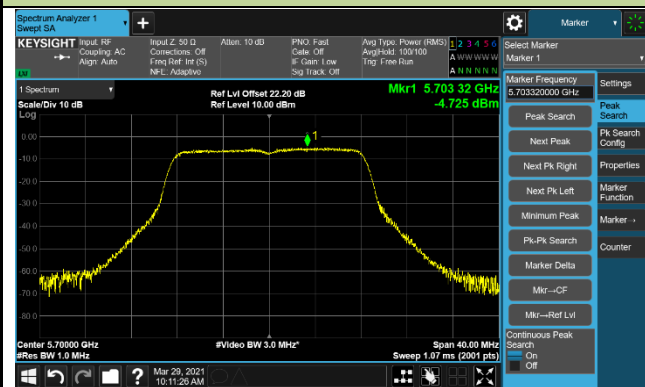 Spectrum Analyzer 1
Swept SA
Marker
KEYSIGHT
Input: RF
Coupling: AC
Align: Auto
Input Z: 50 Ω
Corrections: Off
Freq Ref: Int (S)
NFE: Adaptive
Atten: 10 dB
PNO: Fast
Gate: Off
IF Gain: Low
Sig Track: Off
Avg Type: Power (RMS)
Avg|Hold: 100/100
Trig: Free Run
1 2 3 4 5 6
A W W W W W
A N N N N N
LXI
Select Marker
Marker 1
1 Spectrum
Scale/Div 10 dB
Log
Ref Lvl Offset 22.20 dB
Ref Level 10.00 dBm
Mkr1 5.703 32 GHz
-4.725 dBm
0.00
-10.0
-20.0
-30.0
-40.0
-50.0
-60.0
-70.0
-80.0
1
Center 5.70000 GHz
#Res BW 1.0 MHz
#Video BW 3.0 MHz*
Span 40.00 MHz
Sweep 1.07 ms (2001 pts)
Marker Frequency
5.703320000 GHz
Peak Search
Next Peak
Next Pk Right
Next Pk Left
Minimum Peak
Pk-Pk Search
Marker Delta
Mkr→CF
Mkr→Ref Lvl
Continuous Peak
Search
On
Off
Settings
Peak
Search
Pk Search
Config
Properties
Marker
Function
Marker→
Counter
?
Mar 29, 2021
10:11:26 AM